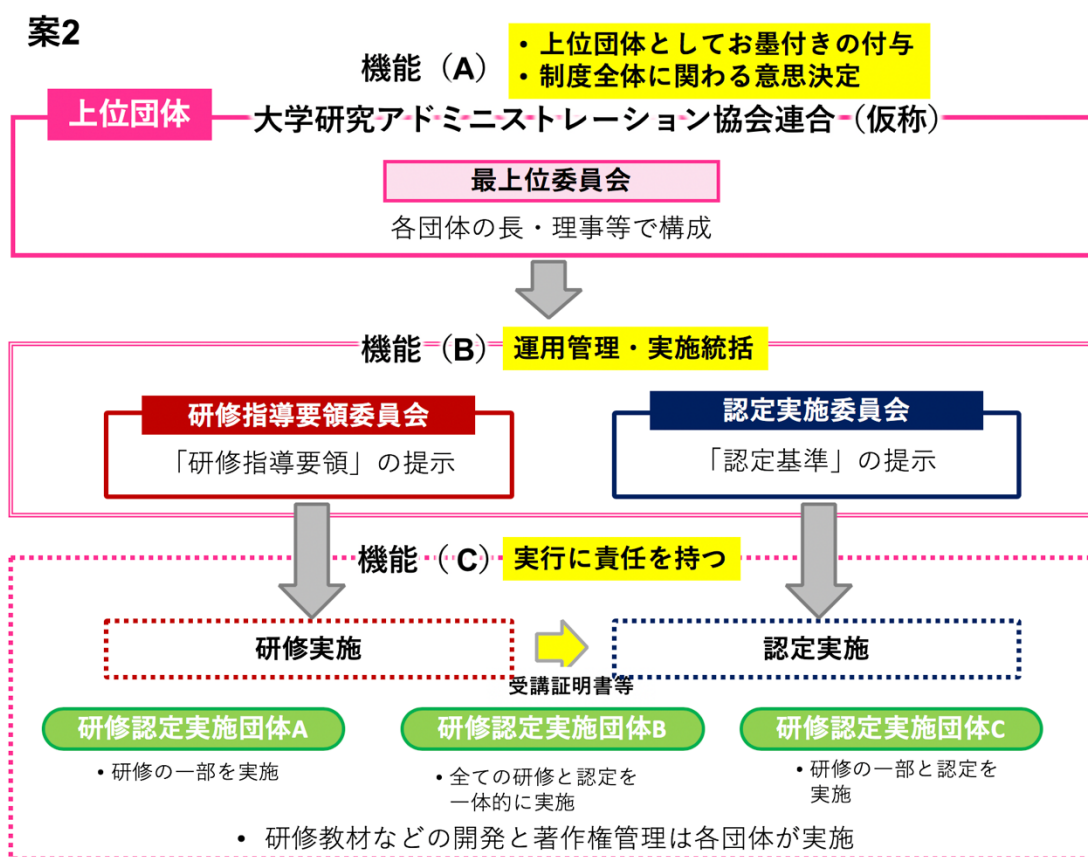 案2
機能（A）
• 上位団体としてお墨付きの付与
• 制度全体に関わる意思決定
上位団体
大学研究アドミニストレーション協会連合（仮称）
最上位委員会
各団体の長・理事等で構成
機能（B）
運用管理・実施統括
研修指導要領委員会
「研修指導要領」の提示
認定実施委員会
「認定基準」の提示
機能（C）
実行に責任を持つ
研修実施
認定実施
受講証明書等
研修認定実施団体A
• 研修の一部を実施
研修認定実施団体B
• 全ての研修と認定を
一体的に実施
研修認定実施団体C
• 研修の一部と認定を
実施
• 研修教材などの開発と著作権管理は各団体が実施